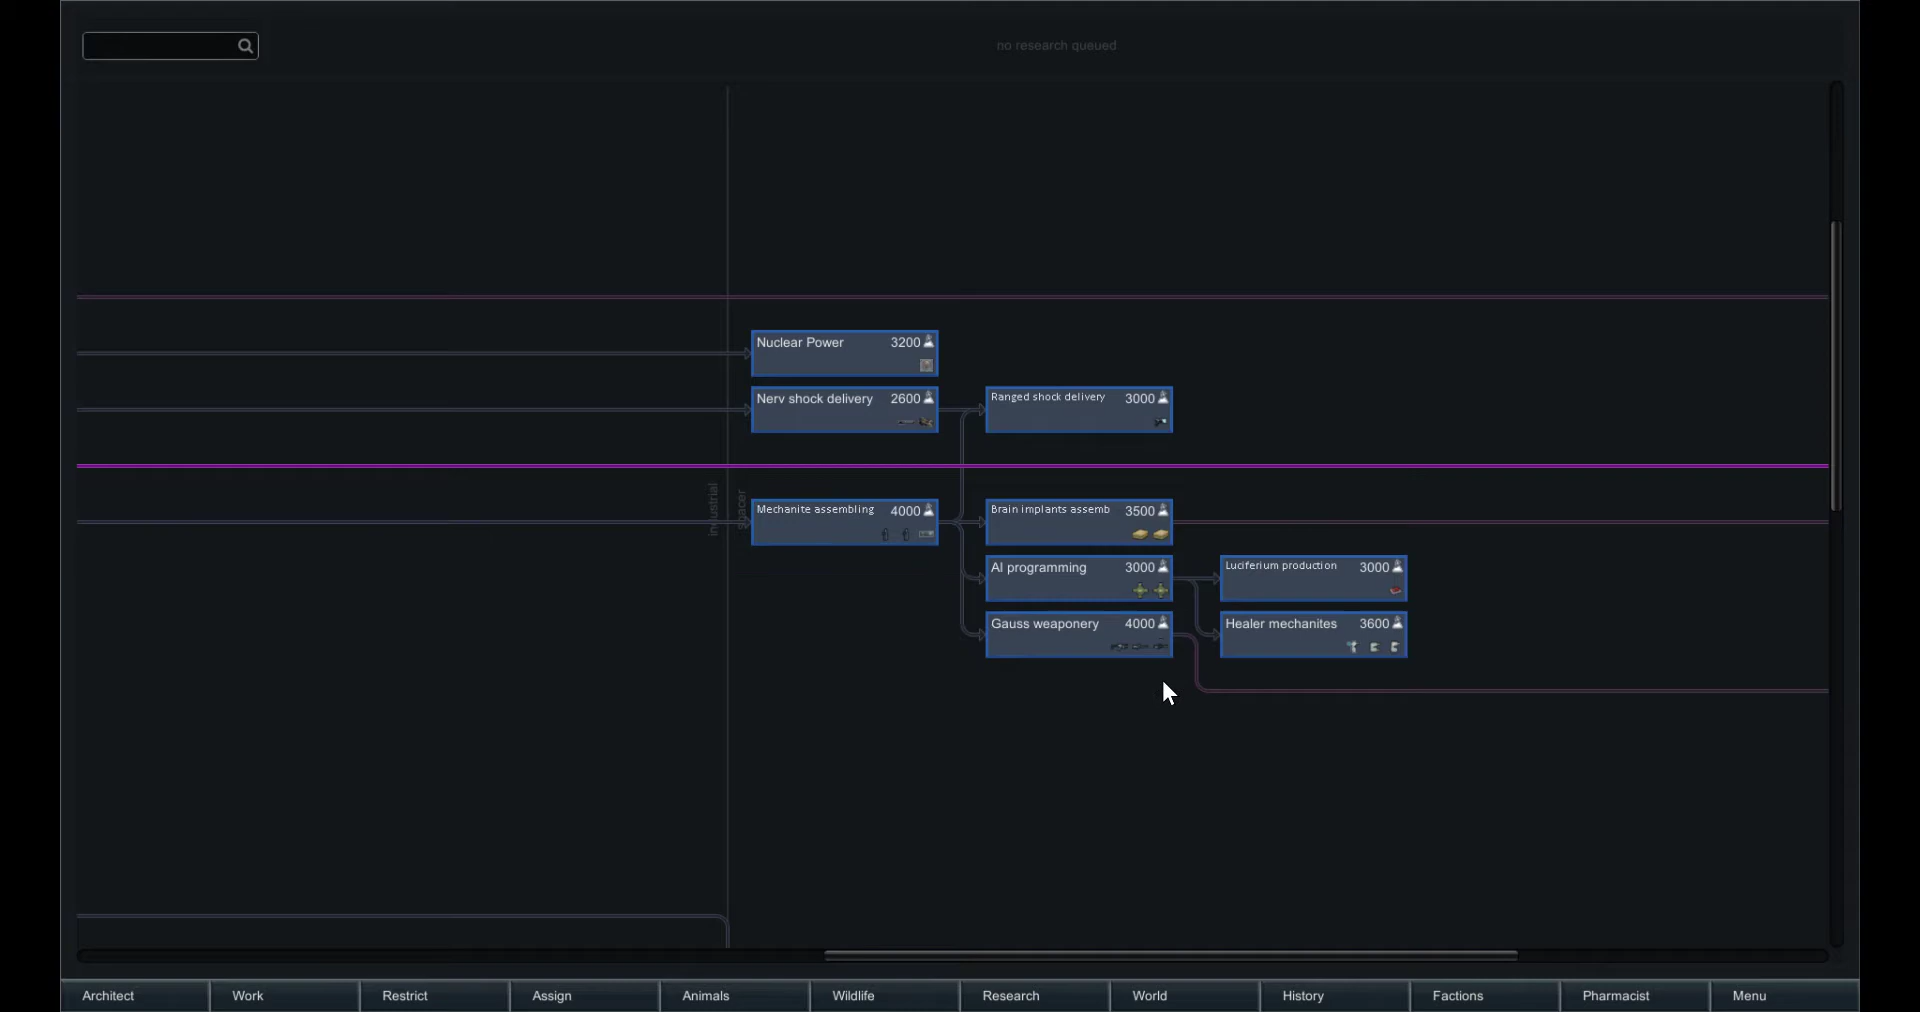 no research queued
Nuclear Power 3200
Nerv shock delivery 2600
Ranged shock delivery 3000
industrial
spacer
Mechanite assembling 4000
Brain implants assemb 3500
AI programming 3000
Luciferium production 3000
Gauss weaponery 4000
Healer mechanites 3600
Architect
Work
Restrict
Assign
Animals
Wildlife
Research
World
History
Factions
Pharmacist
Menu